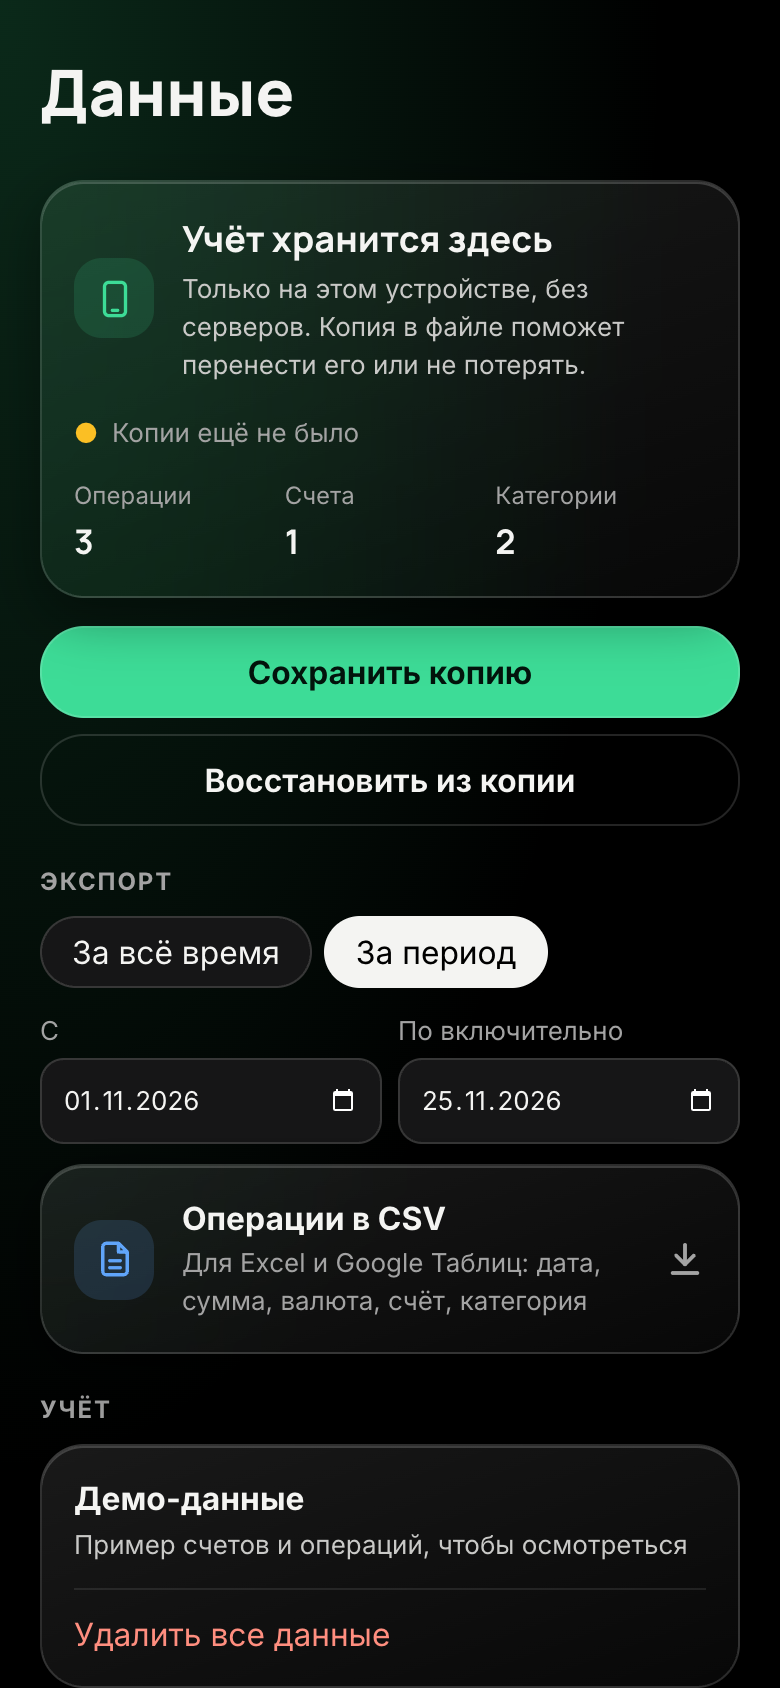 Данные
Учёт хранится здесь
Только на этом устройстве, без
серверов. Копия в файле поможет
перенести его или не потерять.
Копии ещё не было
Операции Счета Категории
3 1 2
Сохранить копию
Восстановить из копии
ЭКСПОРТ
За всё время За период
С По включительно
01.11.2026 25.11.2026
Операции в CSV
Для Excel и Google Таблиц: дата,
сумма, валюта, счёт, категория
УЧЁТ
Демо-данные
Пример счетов и операций, чтобы осмотреться
Удалить все данные